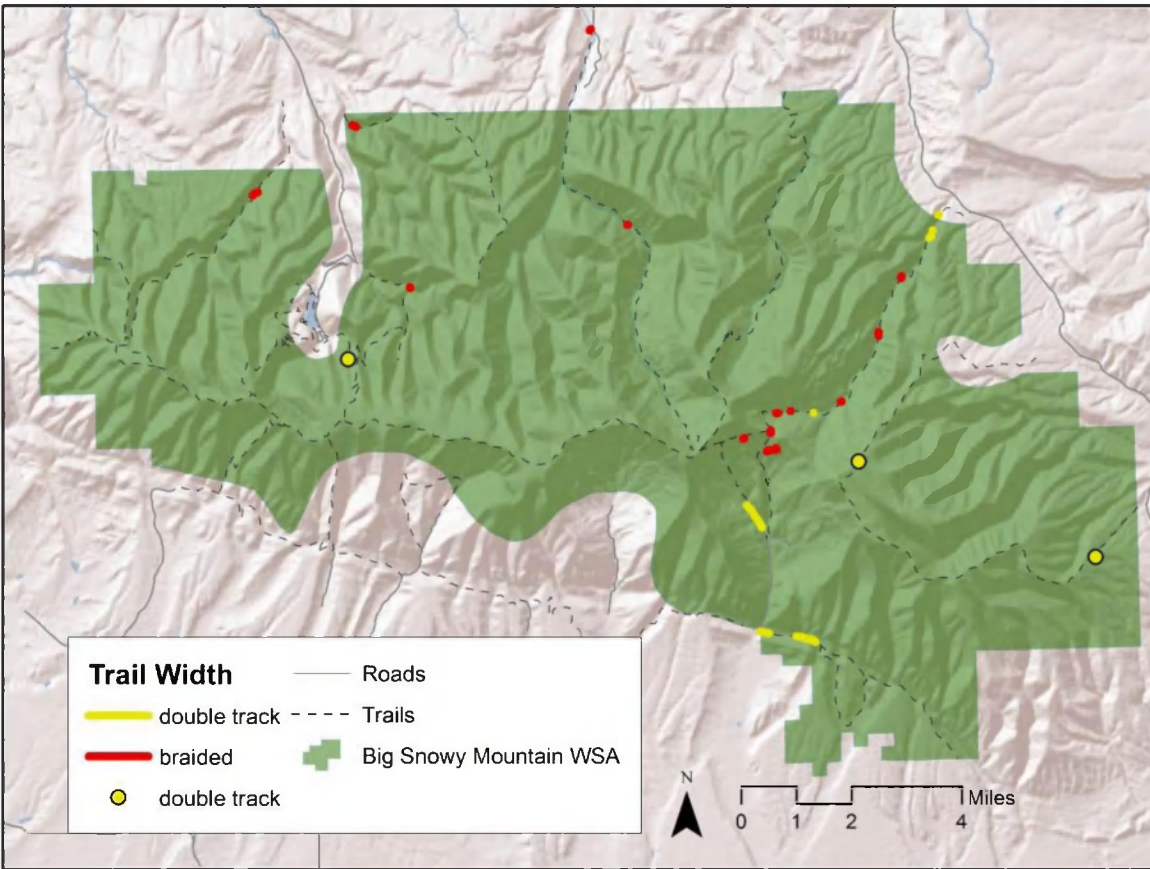 Trail Width
double track
braided
double track
Roads
Trails
Big Snowy Mountain WSA
N
Miles
0 1 2 4